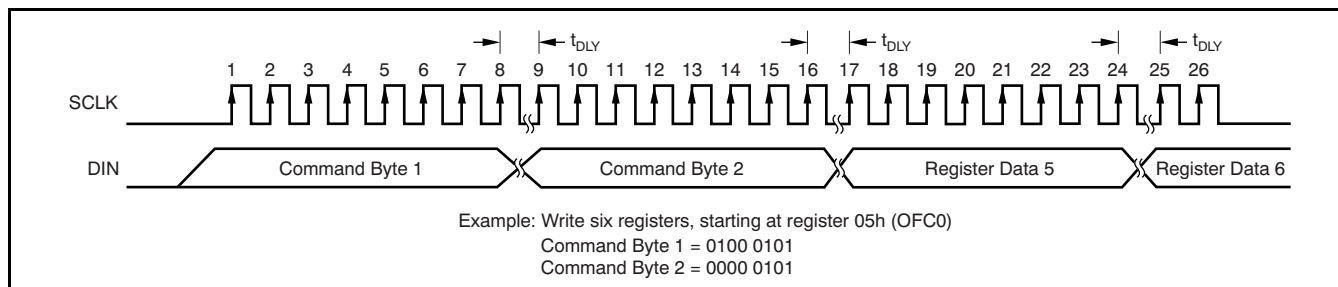 t_DLY t_DLY t_DLY
1 2 3 4 5 6 7 8 9 10 11 12 13 14 15 16 17 18 19 20 21 22 23 24 25 26
SCLK
DIN Command Byte 1 Command Byte 2 Register Data 5 Register Data 6
Example: Write six registers, starting at register 05h (OFC0)
Command Byte 1 = 0100 0101
Command Byte 2 = 0000 0101